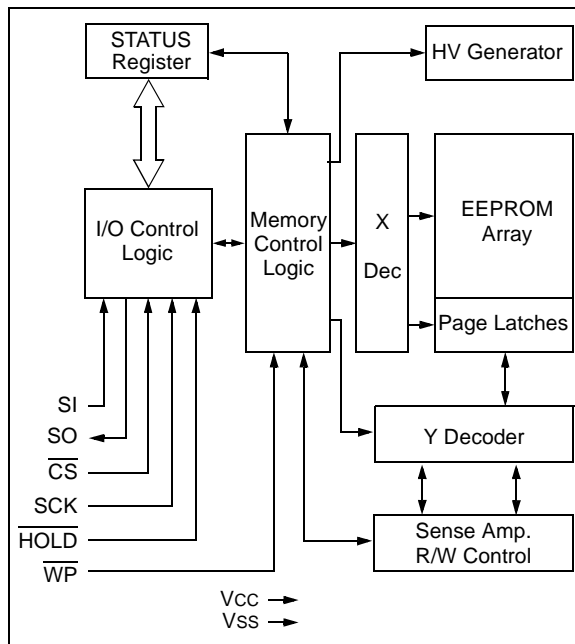 STATUS
Register
HV Generator
I/O Control
Logic
Memory
Control
Logic
X
Dec
EEPROM
Array
Page Latches
SI
SO
CS
SCK
HOLD
WP
Y Decoder
Sense Amp.
R/W Control
VCC
VSS